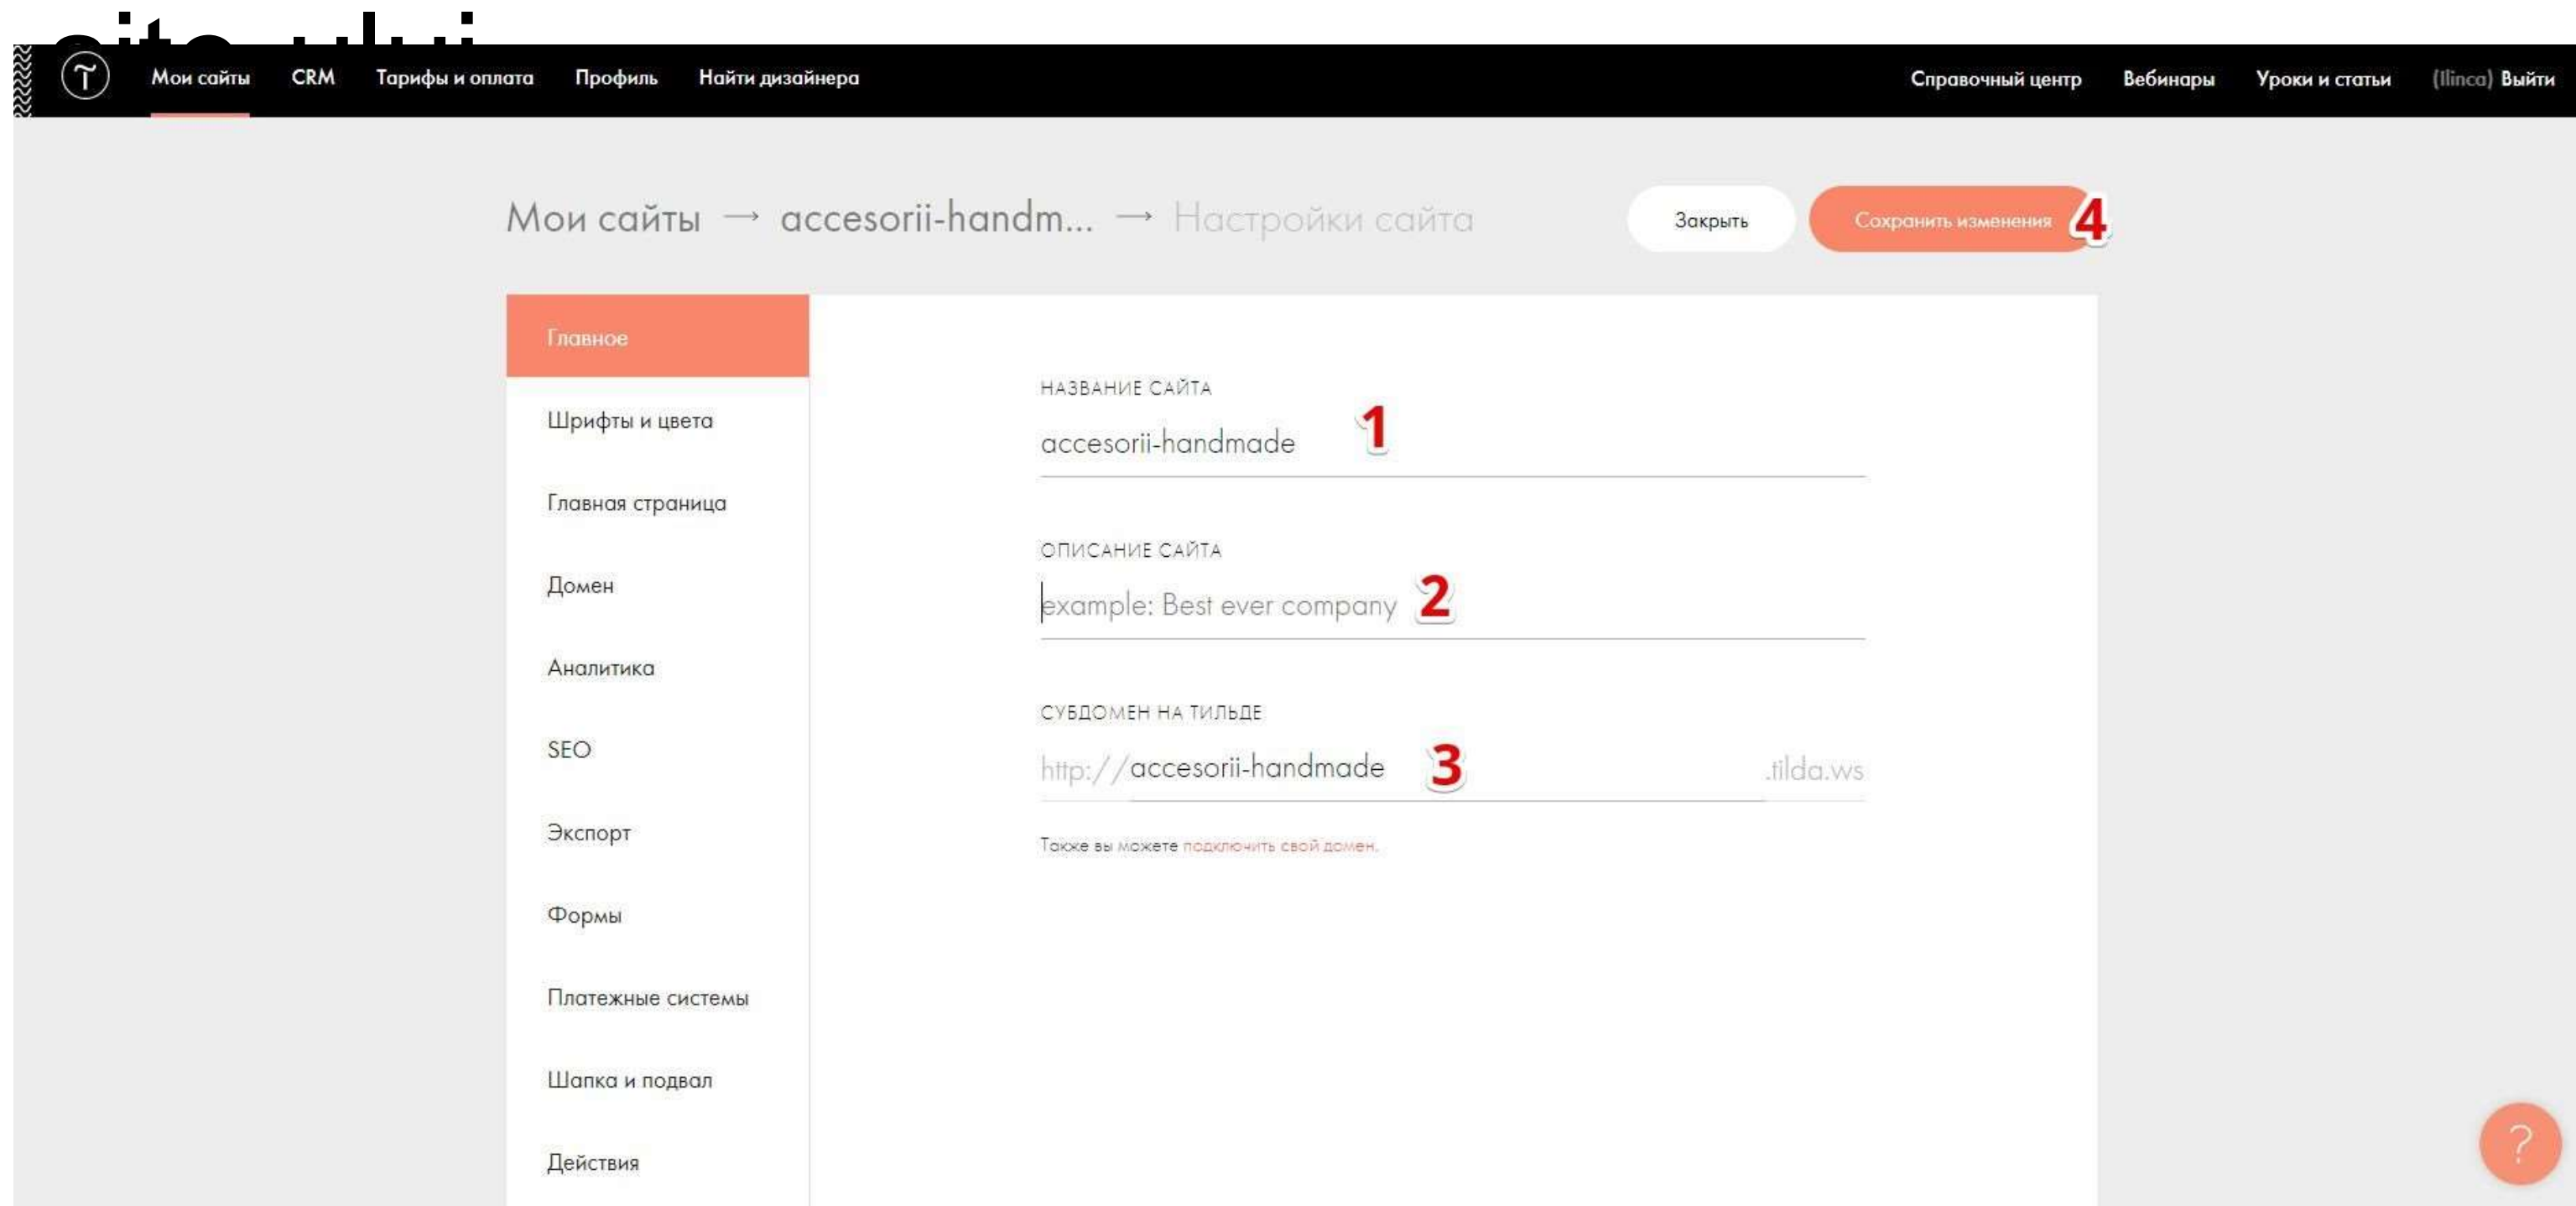 site-ului
Мои сайты CRM Тарифы и оплата Профиль Найти дизайнера Справочный центр Вебинары Уроки и статьи (Ilinca) Выйти
Мои сайты → accesorii-handm... → Настройки сайта Закрыть Сохранить изменения 4
Главное
Шрифты и цвета
Главная страница
Домен
Аналитика
SEO
Экспорт
Формы
Платежные системы
Шапка и подвал
Действия
НАЗВАНИЕ САЙТА
accesorii-handmade 1
ОПИСАНИЕ САЙТА
example: Best ever company 2
СУБДОМЕН НА ТИЛЬДЕ
http://accesorii-handmade 3 .tilda.ws
Также вы можете подключить свой домен.
?